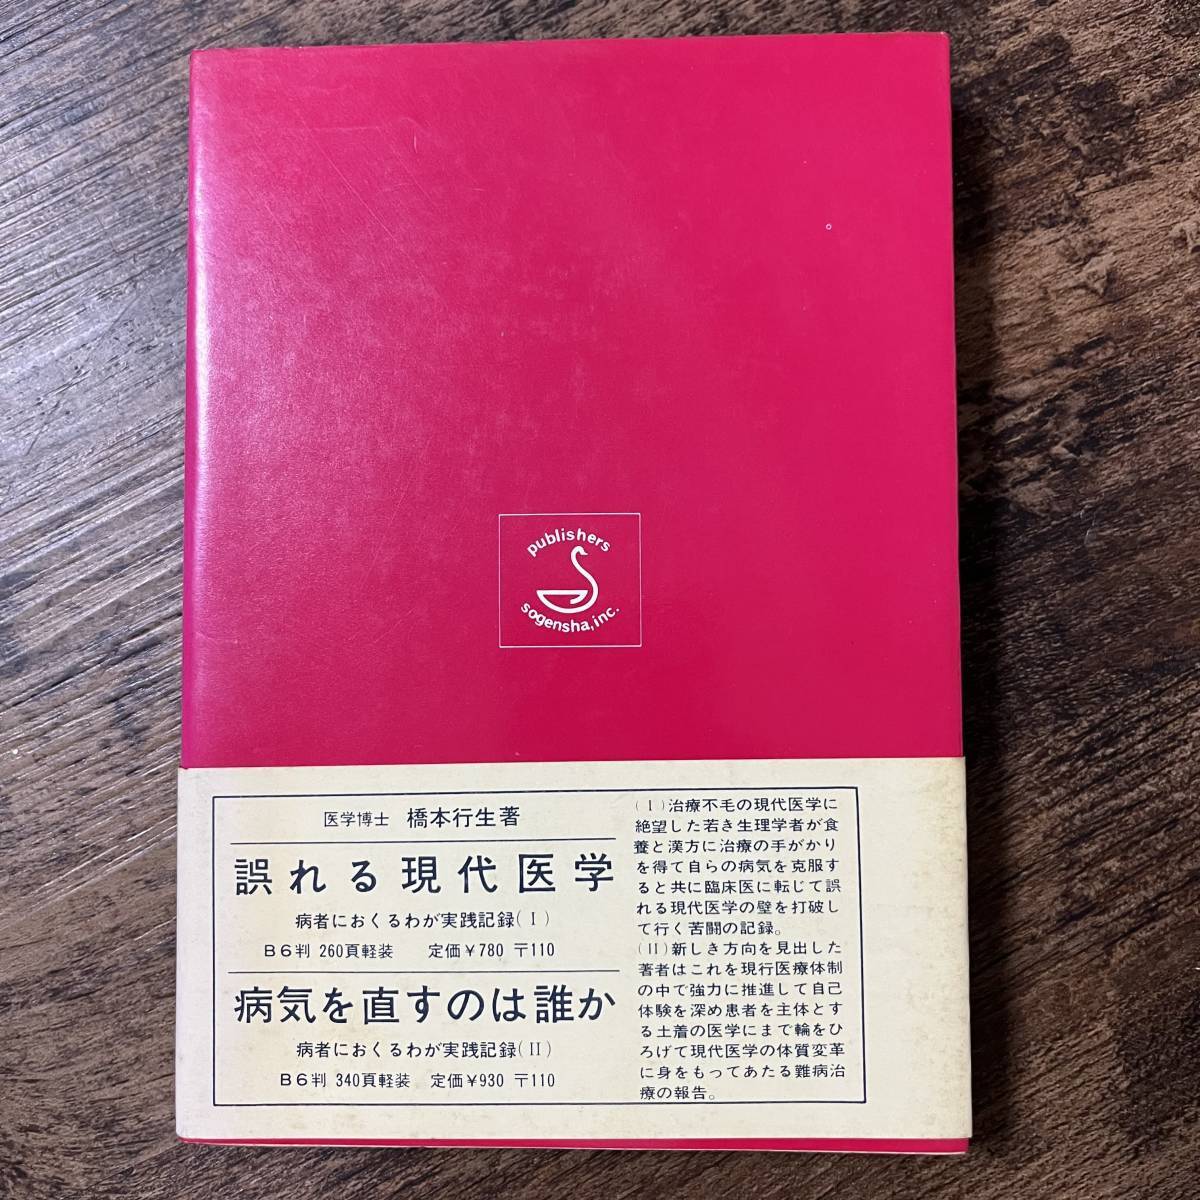 publishers
sogensha, inc.
医学博士 橋本行生著
誤れる現代医学
病者におくるわが実践記録(Ⅰ)
B6判 260頁軽装 定価￥780 〒110
病気を直すのは誰か
病者におくるわが実践記録(Ⅱ)
B6判 340頁軽装 定価￥930 〒110
(Ⅰ)治療不毛の現代医学に
絶望した若き生理学者が食
養と漢方に治療の手がかり
を得て自らの病気を克服す
ると共に臨床医に転じて誤
れる現代医学の壁を打破し
て行く苦闘の記録。
(Ⅱ)新しき方向を見出した
著者はこれを現行医療体制
の中で強力に推進して自己
体験を深め患者を主体とす
る土着の医学にまで輪をひ
ろげて現代医学の体質変革
に身をもってあたる難病治
療の報告。